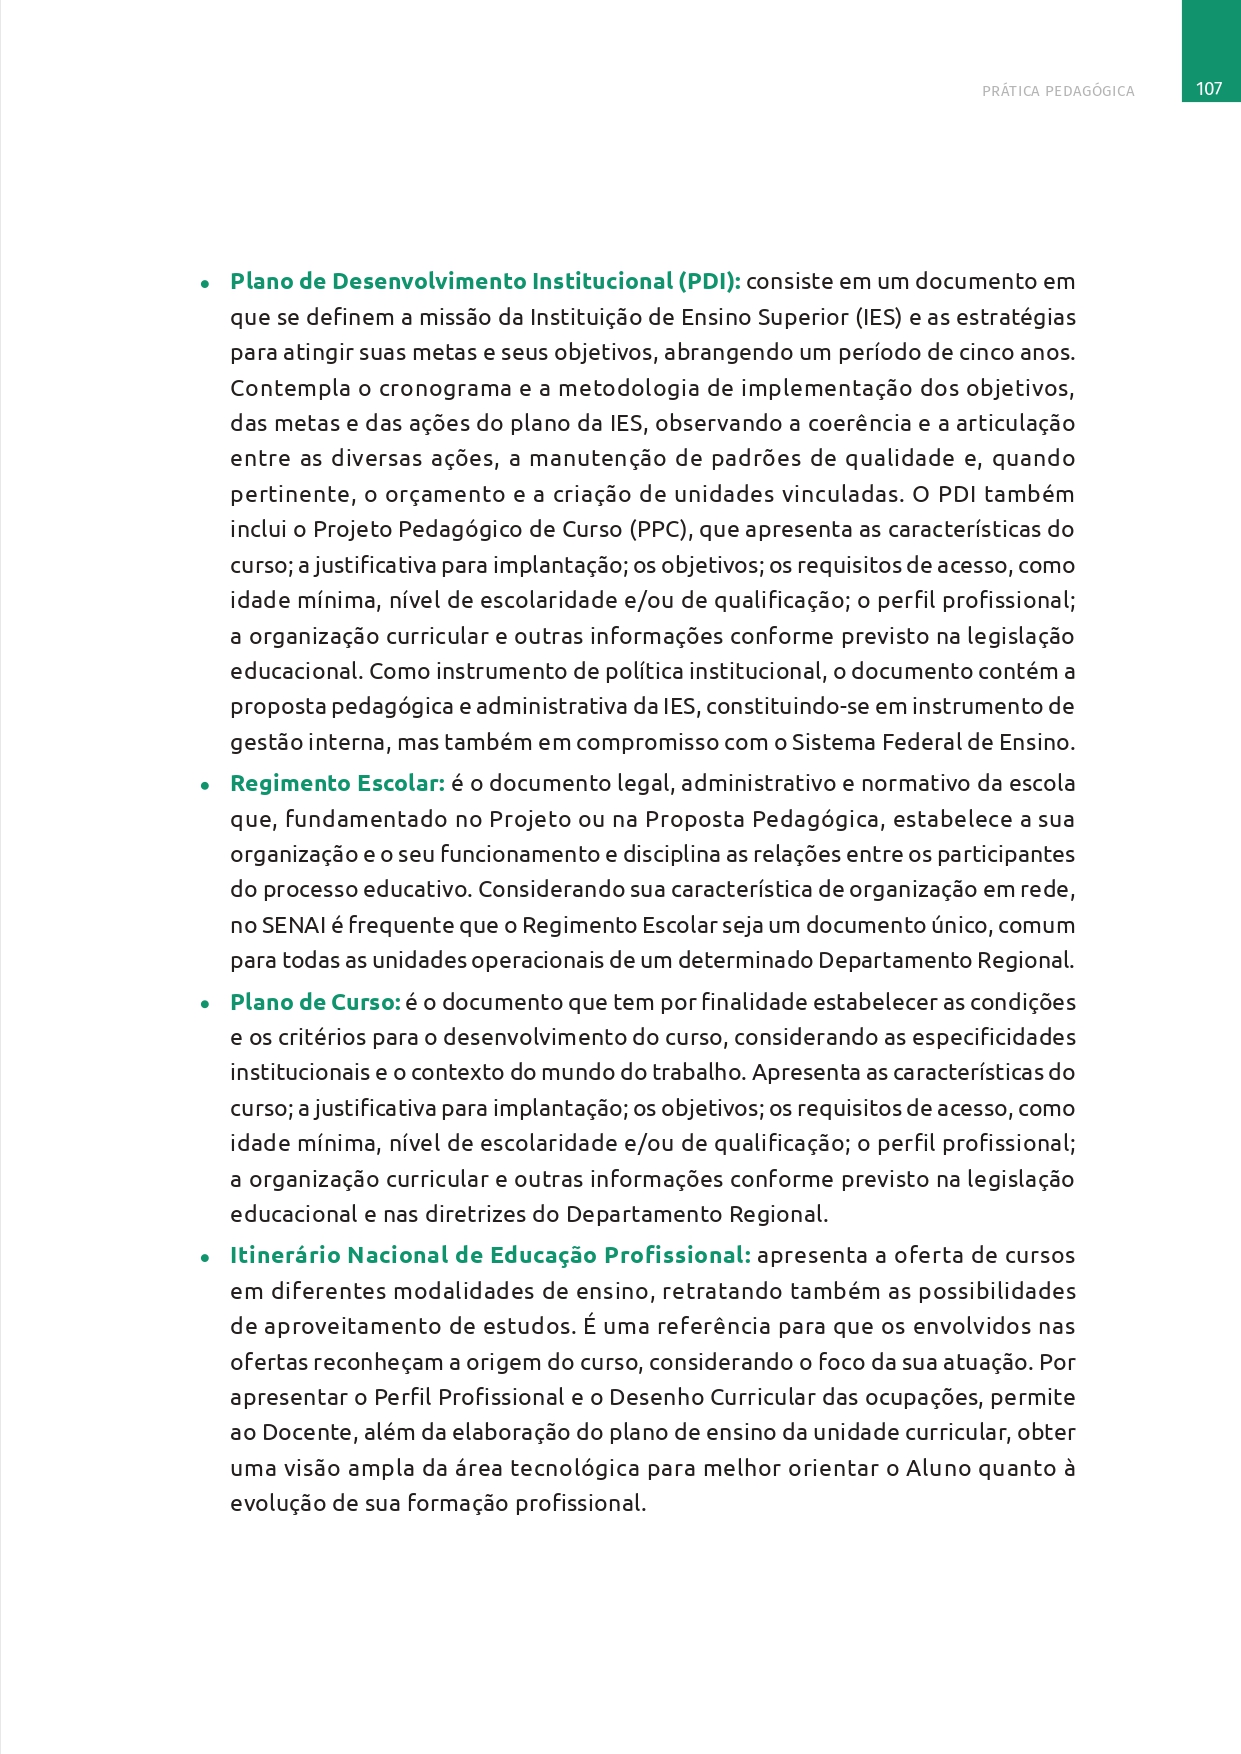 PRÁTICA PEDAGÓGICA
107
• Plano de Desenvolvimento Institucional (PDI): consiste em um documento em
que se definem a missão da Instituição de Ensino Superior (IES) e as estratégias
para atingir suas metas e seus objetivos, abrangendo um período de cinco anos.
Contempla o cronograma e a metodologia de implementação dos objetivos,
das metas e das ações do plano da IES, observando a coerência e a articulação
entre as diversas ações, a manutenção de padrões de qualidade e, quando
pertinente, o orçamento e a criação de unidades vinculadas. O PDI também
inclui o Projeto Pedagógico de Curso (PPC), que apresenta as características do
curso; a justificativa para implantação; os objetivos; os requisitos de acesso, como
idade mínima, nível de escolaridade e/ou de qualificação; o perfil profissional;
a organização curricular e outras informações conforme previsto na legislação
educacional. Como instrumento de política institucional, o documento contém a
proposta pedagógica e administrativa da IES, constituindo-se em instrumento de
gestão interna, mas também em compromisso com o Sistema Federal de Ensino.
• Regimento Escolar: é o documento legal, administrativo e normativo da escola
que, fundamentado no Projeto ou na Proposta Pedagógica, estabelece a sua
organização e o seu funcionamento e disciplina as relações entre os participantes
do processo educativo. Considerando sua característica de organização em rede,
no SENAI é frequente que o Regimento Escolar seja um documento único, comum
para todas as unidades operacionais de um determinado Departamento Regional.
• Plano de Curso: é o documento que tem por finalidade estabelecer as condições
e os critérios para o desenvolvimento do curso, considerando as especificidades
institucionais e o contexto do mundo do trabalho. Apresenta as características do
curso; a justificativa para implantação; os objetivos; os requisitos de acesso, como
idade mínima, nível de escolaridade e/ou de qualificação; o perfil profissional;
a organização curricular e outras informações conforme previsto na legislação
educacional e nas diretrizes do Departamento Regional.
• Itinerário Nacional de Educação Profissional: apresenta a oferta de cursos
em diferentes modalidades de ensino, retratando também as possibilidades
de aproveitamento de estudos. É uma referência para que os envolvidos nas
ofertas reconheçam a origem do curso, considerando o foco da sua atuação. Por
apresentar o Perfil Profissional e o Desenho Curricular das ocupações, permite
ao Docente, além da elaboração do plano de ensino da unidade curricular, obter
uma visão ampla da área tecnológica para melhor orientar o Aluno quanto à
evolução de sua formação profissional.